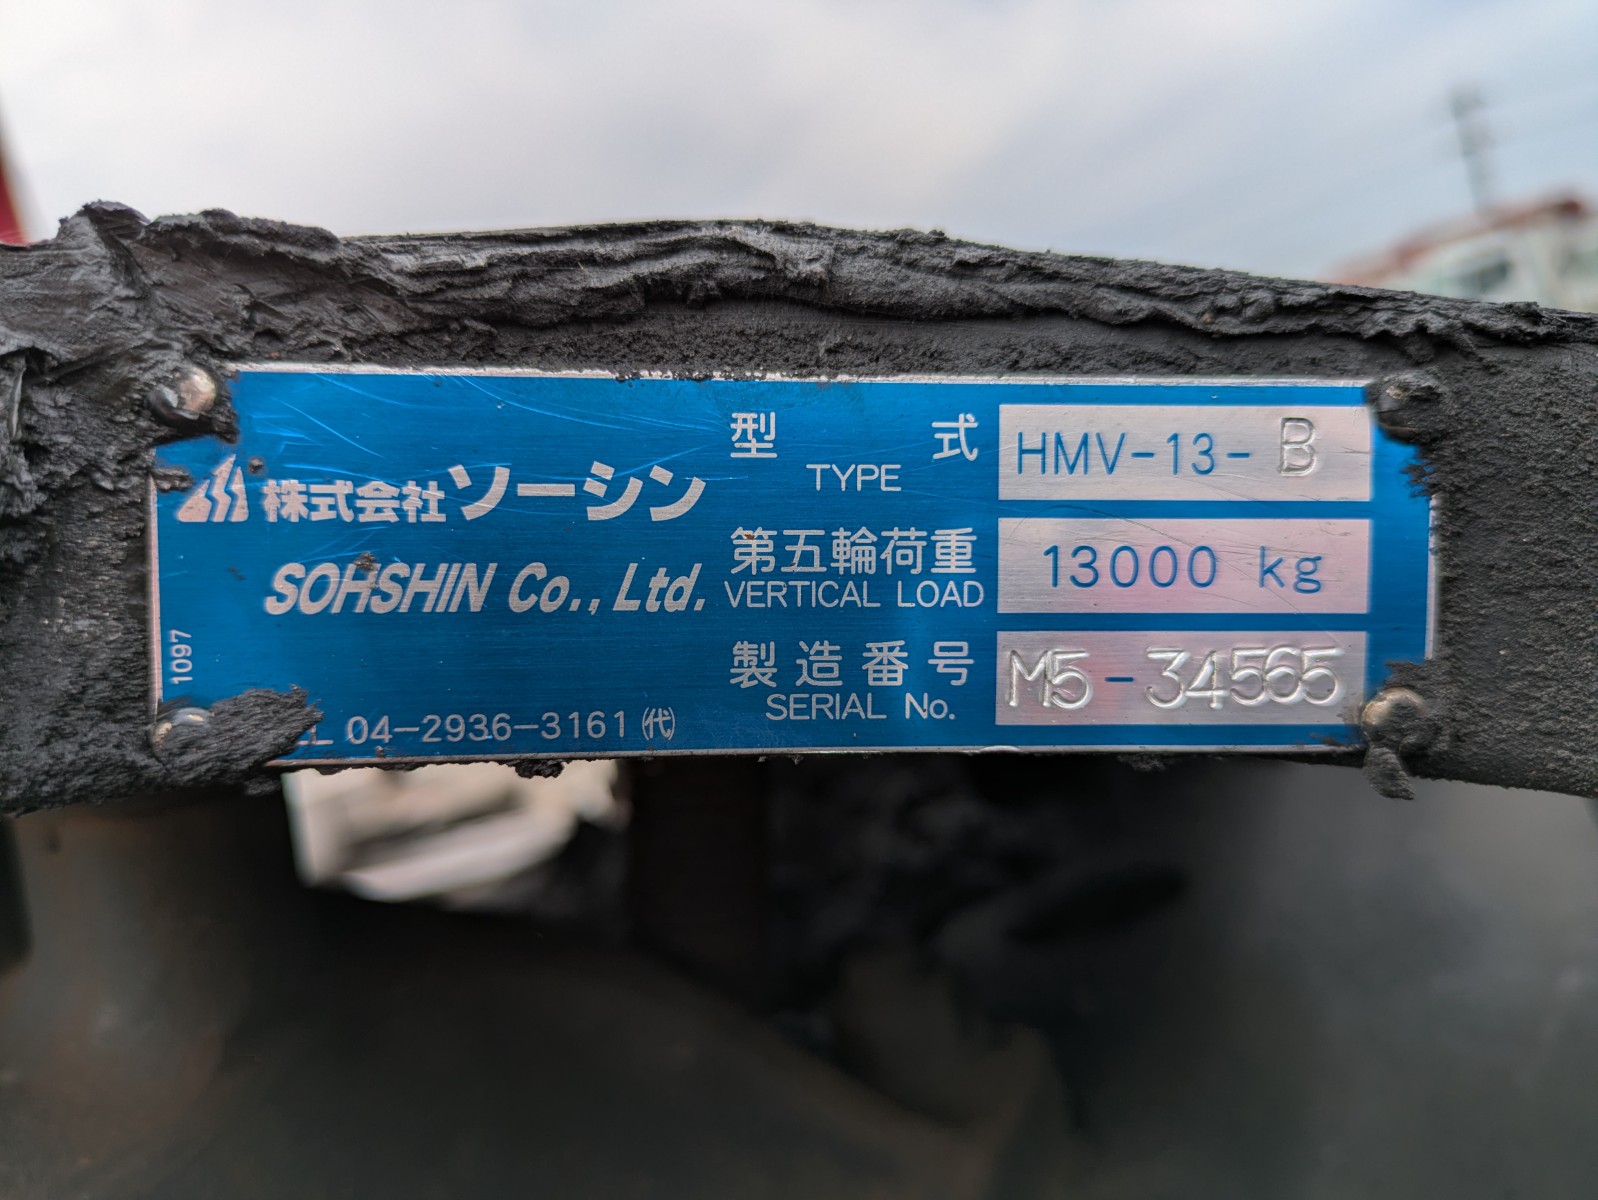 株式会社ソーシン
SOHSHIN Co., Ltd.
1097
04-2936-3161 (代)
型式 HMV-13-B
TYPE
第五輪荷重 13000 kg
VERTICAL LOAD
製造番号 M5-34565
SERIAL No.